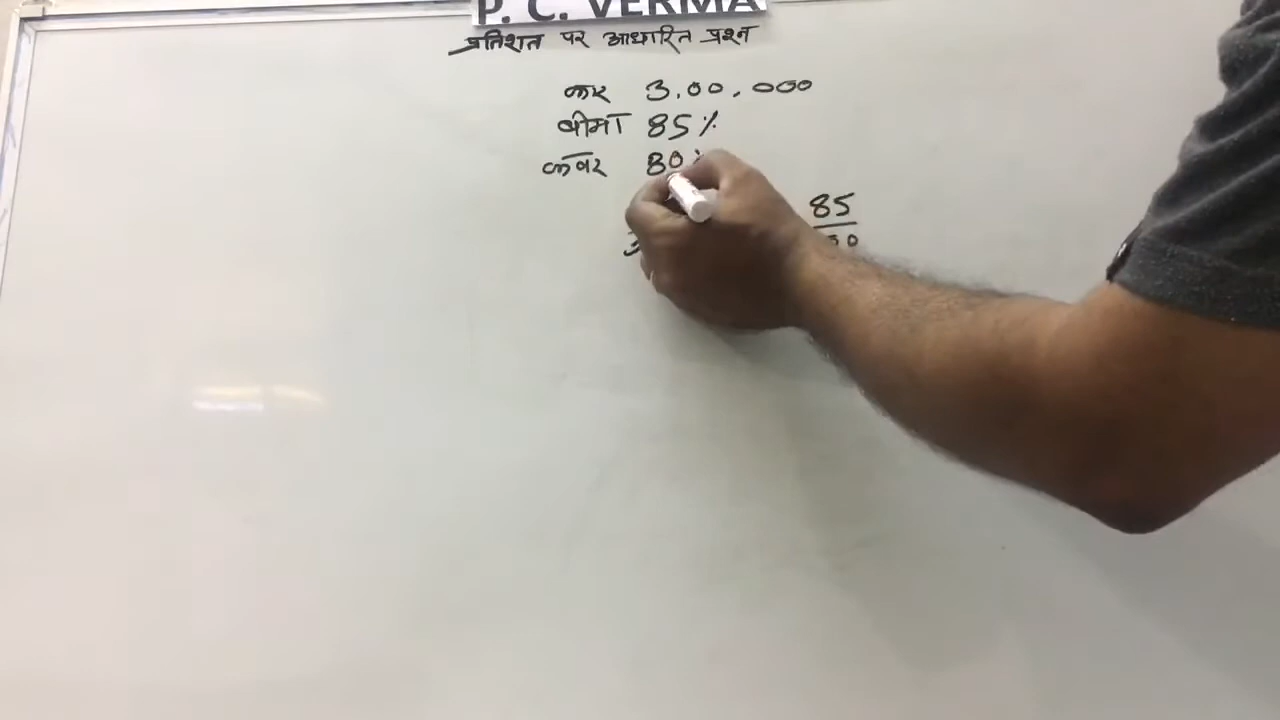 P. C. VERMA
प्रतिशत पर आधारित प्रश्न
कार 3,00,000
बीमा 85%
कवर 80%
85